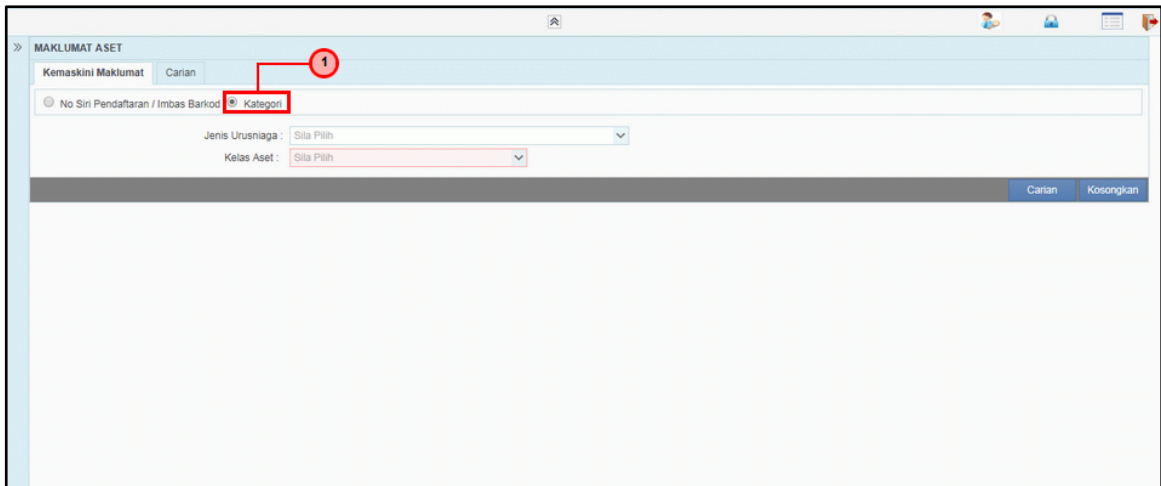 MAKLUMAT ASET
1
Kemaskini Maklumat Carian
No Siri Pendaftaran / Imbas Barkod Kategori
Jenis Urusniaga : Sila Pilih
Kelas Aset : Sila Pilih
Carian Kosongkan